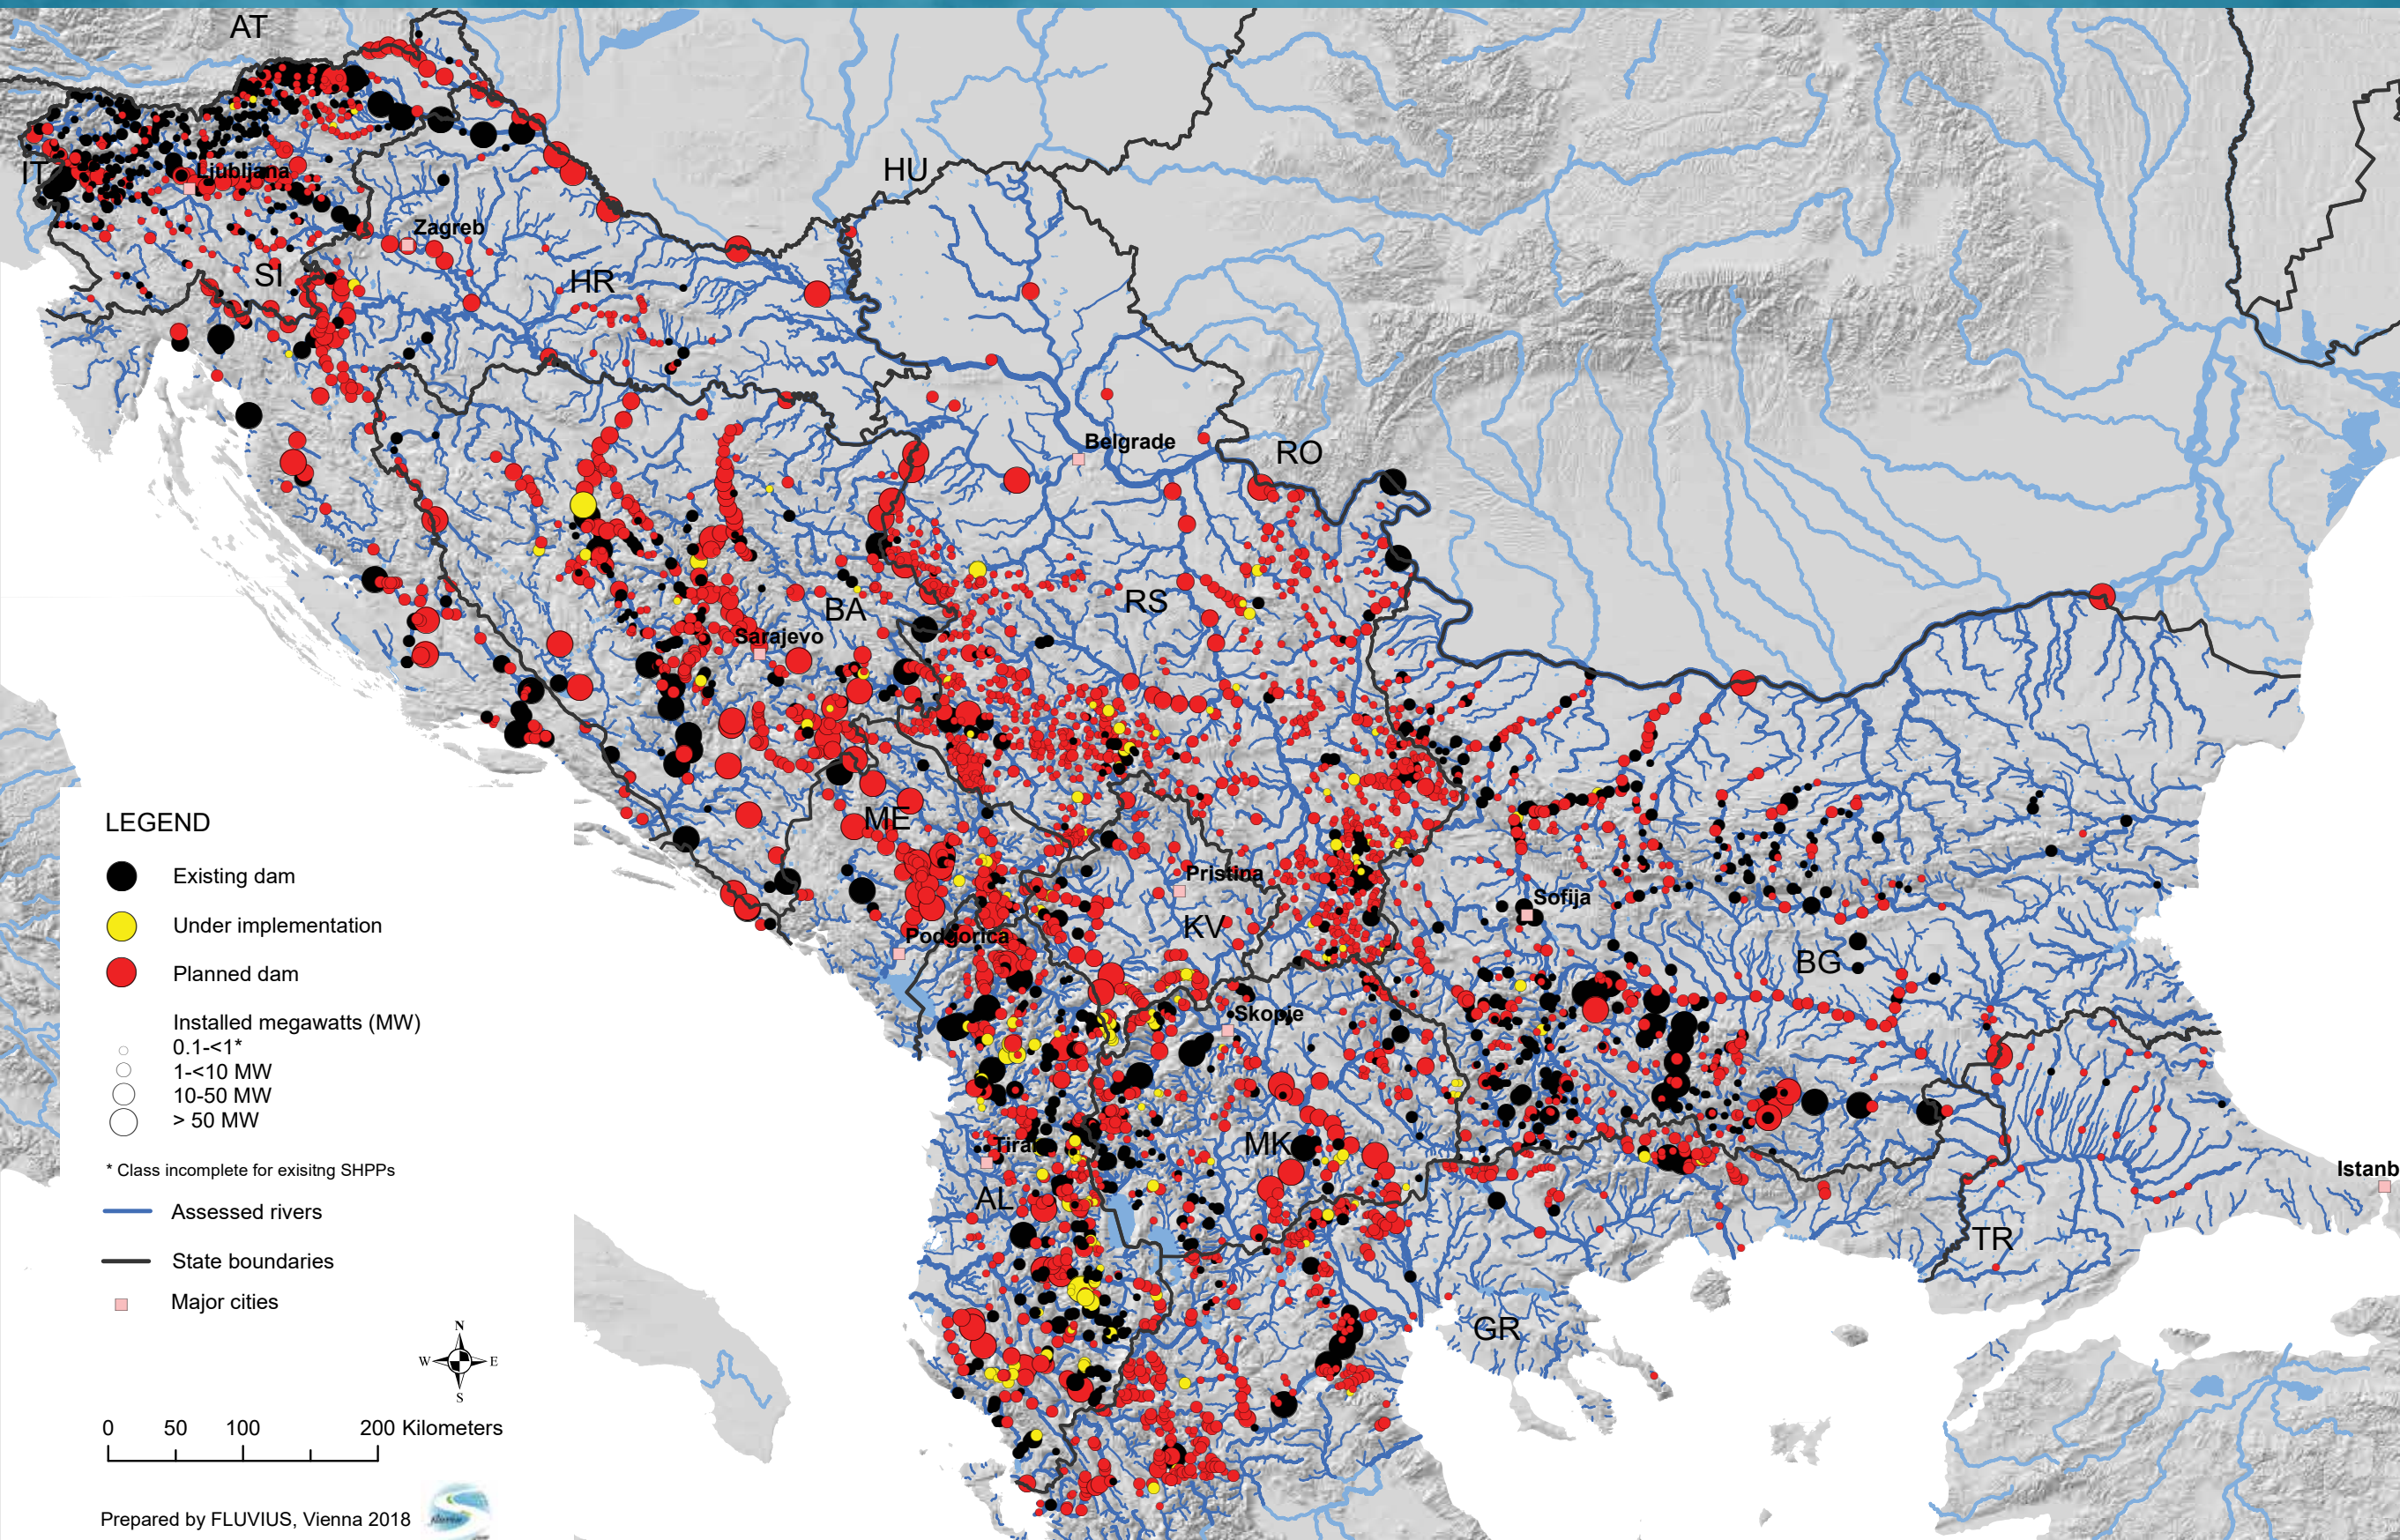 AT
HU
IT
Ljubljana
Zagreb
SI
HR
Belgrade
RO
BA
RS
Sarajevo
ME
Pristina
Sofija
Podgorica
KV
BG
Skopje
MK
AL
Istanb
TR
GR
LEGEND
Existing dam
Under implementation
Planned dam
Installed megawatts (MW)
0.1-<1*
1-<10 MW
10-50 MW
> 50 MW
* Class incomplete for exisitng SHPPs
Assessed rivers
State boundaries
Major cities
N
W E
S
0 50 100 200 Kilometers
Prepared by FLUVIUS, Vienna 2018